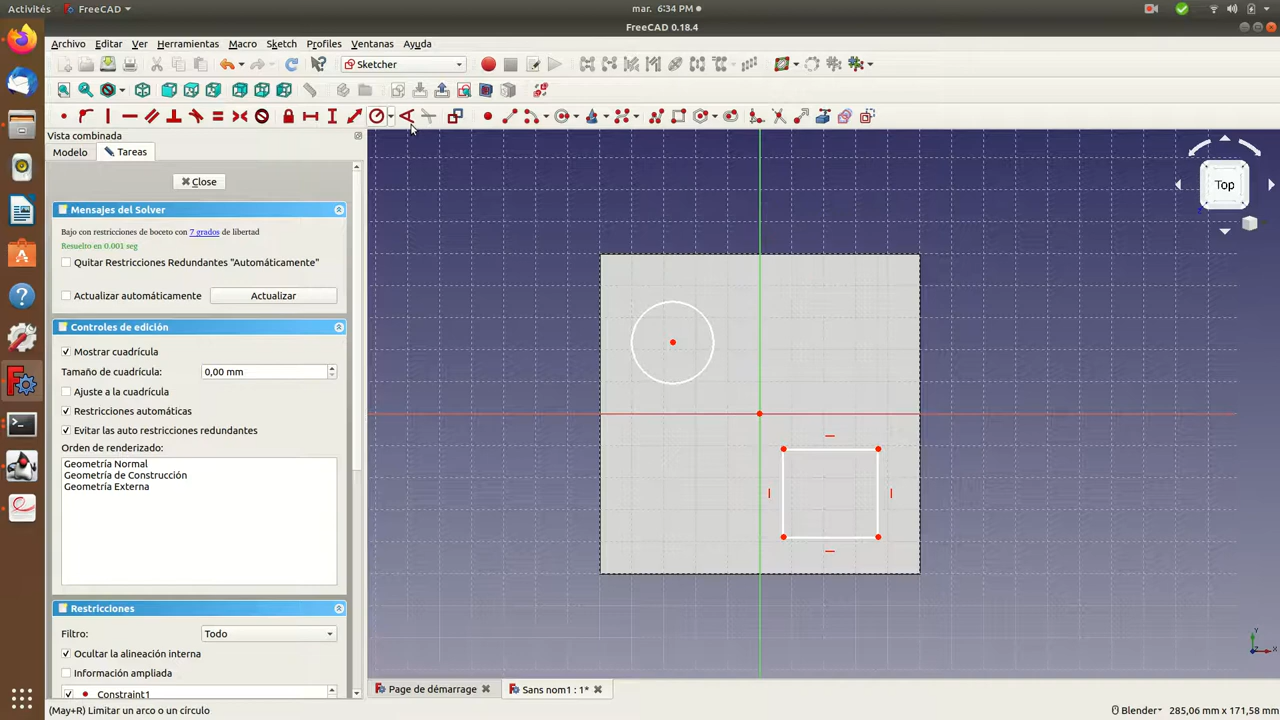 Activités
FreeCAD
mar. 6:34 PM
FreeCAD 0.18.4
Archivo Editar Ver Herramientas Macro Sketch Profiles Ventanas Ayuda
Sketcher
Vista combinada
Modelo Tareas
Close
Mensajes del Solver
Bajo con restricciones de boceto con 7 grados de libertad
Resuelto en 0.001 seg
Quitar Restricciones Redundantes "Automáticamente"
Actualizar automáticamente Actualizar
Controles de edición
Mostrar cuadrícula
Tamaño de cuadrícula: 0,00 mm
Ajuste a la cuadrícula
Restricciones automáticas
Evitar las auto restricciones redundantes
Orden de renderizado:
Geometría Normal
Geometría de Construcción
Geometría Externa
Restricciones
Filtro: Todo
Ocultar la alineación interna
Información ampliada
Constraint1
Top
Y
X
Page de démarrage Sans nom1 : 1*
(May+R) Limitar un arco o un círculo
Blender 285,06 mm x 171,58 mm